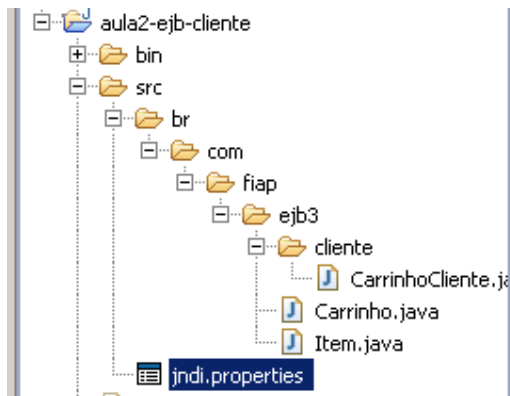 aula2-ejb-cliente
bin
src
br
com
fiap
ejb3
cliente
CarrinhoCliente.ja
Carrinho.java
Item.java
jndi.properties